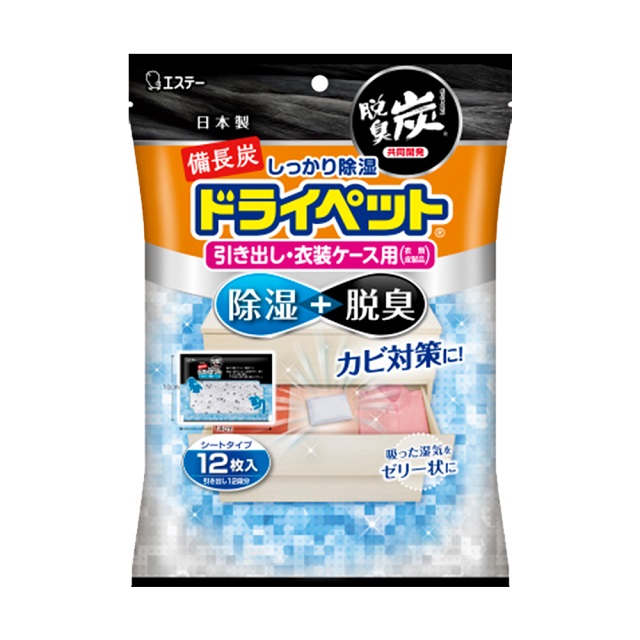 エステー
日本製
脱臭炭
共同開発
備長炭
しっかり除湿
ドライペット®
引き出し・衣装ケース用(衣類 皮製品)
除湿+脱臭
カビ対策に!
シートタイプ
12枚入
引き出し12袋分
吸った湿気を
ゼリー状に